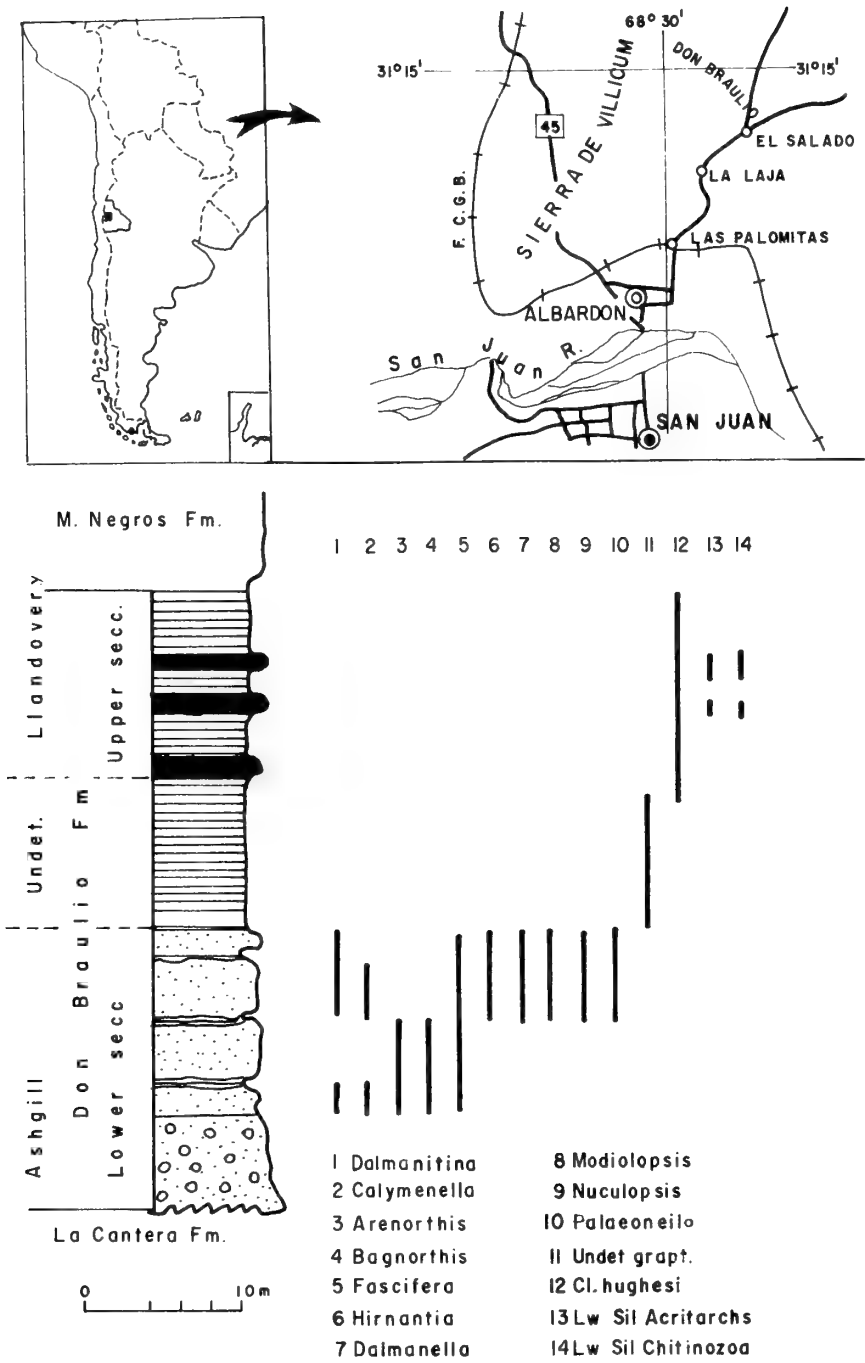 68° 30'
31° 15'
31° 15'
DON BRAULIO
45
SIERRA DE VILLICUM
EL SALADO
LA LAJA
F. C. G. B.
LAS PALOMITAS
ALBARDON
San Juan R.
SAN JUAN
M. Negros Fm.
1 2 3 4 5 6 7 8 9 10 11 12 13 14
Llandovery
Upper secc.
Undet.
Don Braulio Fm
Ashgill
Lower secc
La Cantera Fm.
0 10 m
1 Dalmanitina
2 Calymenella
3 Arenorthis
4 Bagnorthis
5 Fascifera
6 Hirnantia
7 Dalmanella
8 Modiolopsis
9 Nuculopsis
10 Palaeoneilo
11 Undet grapt.
12 Cl. hughesi
13 Lw Sil Acritarchs
14 Lw Sil Chitinozoa